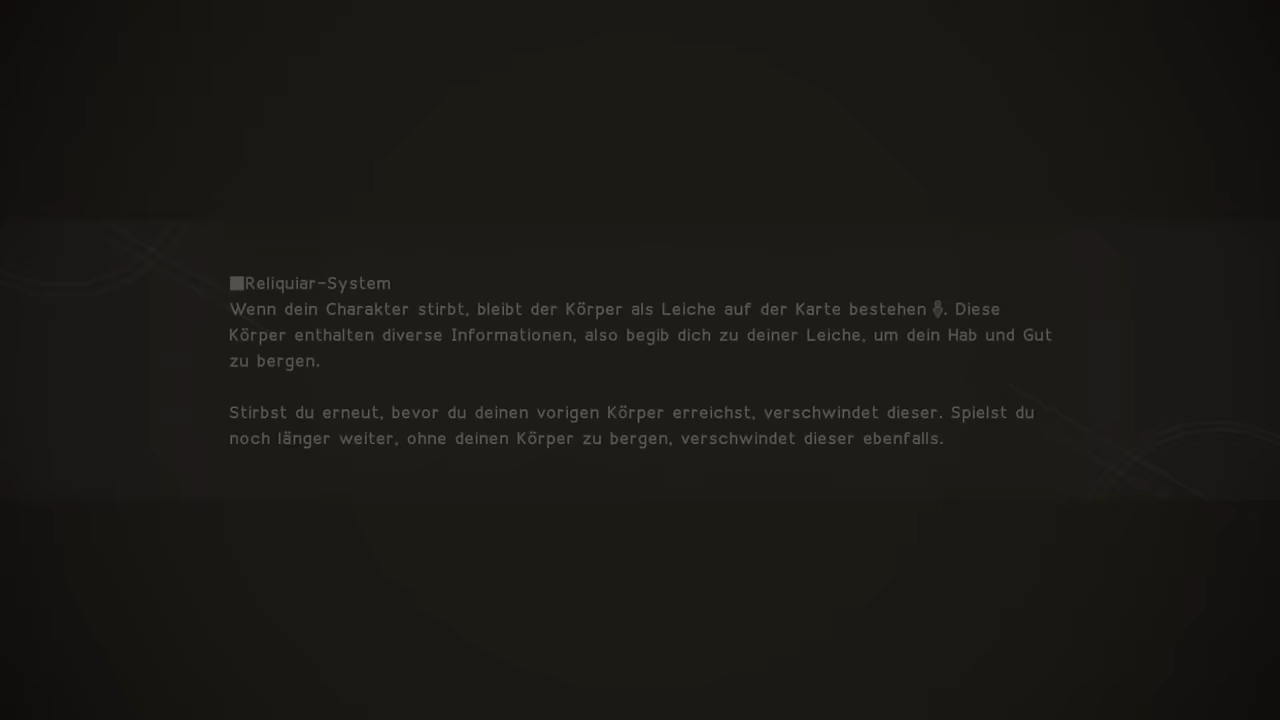 ■Reliquiar-System
Wenn dein Charakter stirbt, bleibt der Körper als Leiche auf der Karte bestehen. Diese
Körper enthalten diverse Informationen, also begib dich zu deiner Leiche, um dein Hab und Gut
zu bergen.
Stirbst du erneut, bevor du deinen vorigen Körper erreichst, verschwindet dieser. Spielst du
noch länger weiter, ohne deinen Körper zu bergen, verschwindet dieser ebenfalls.